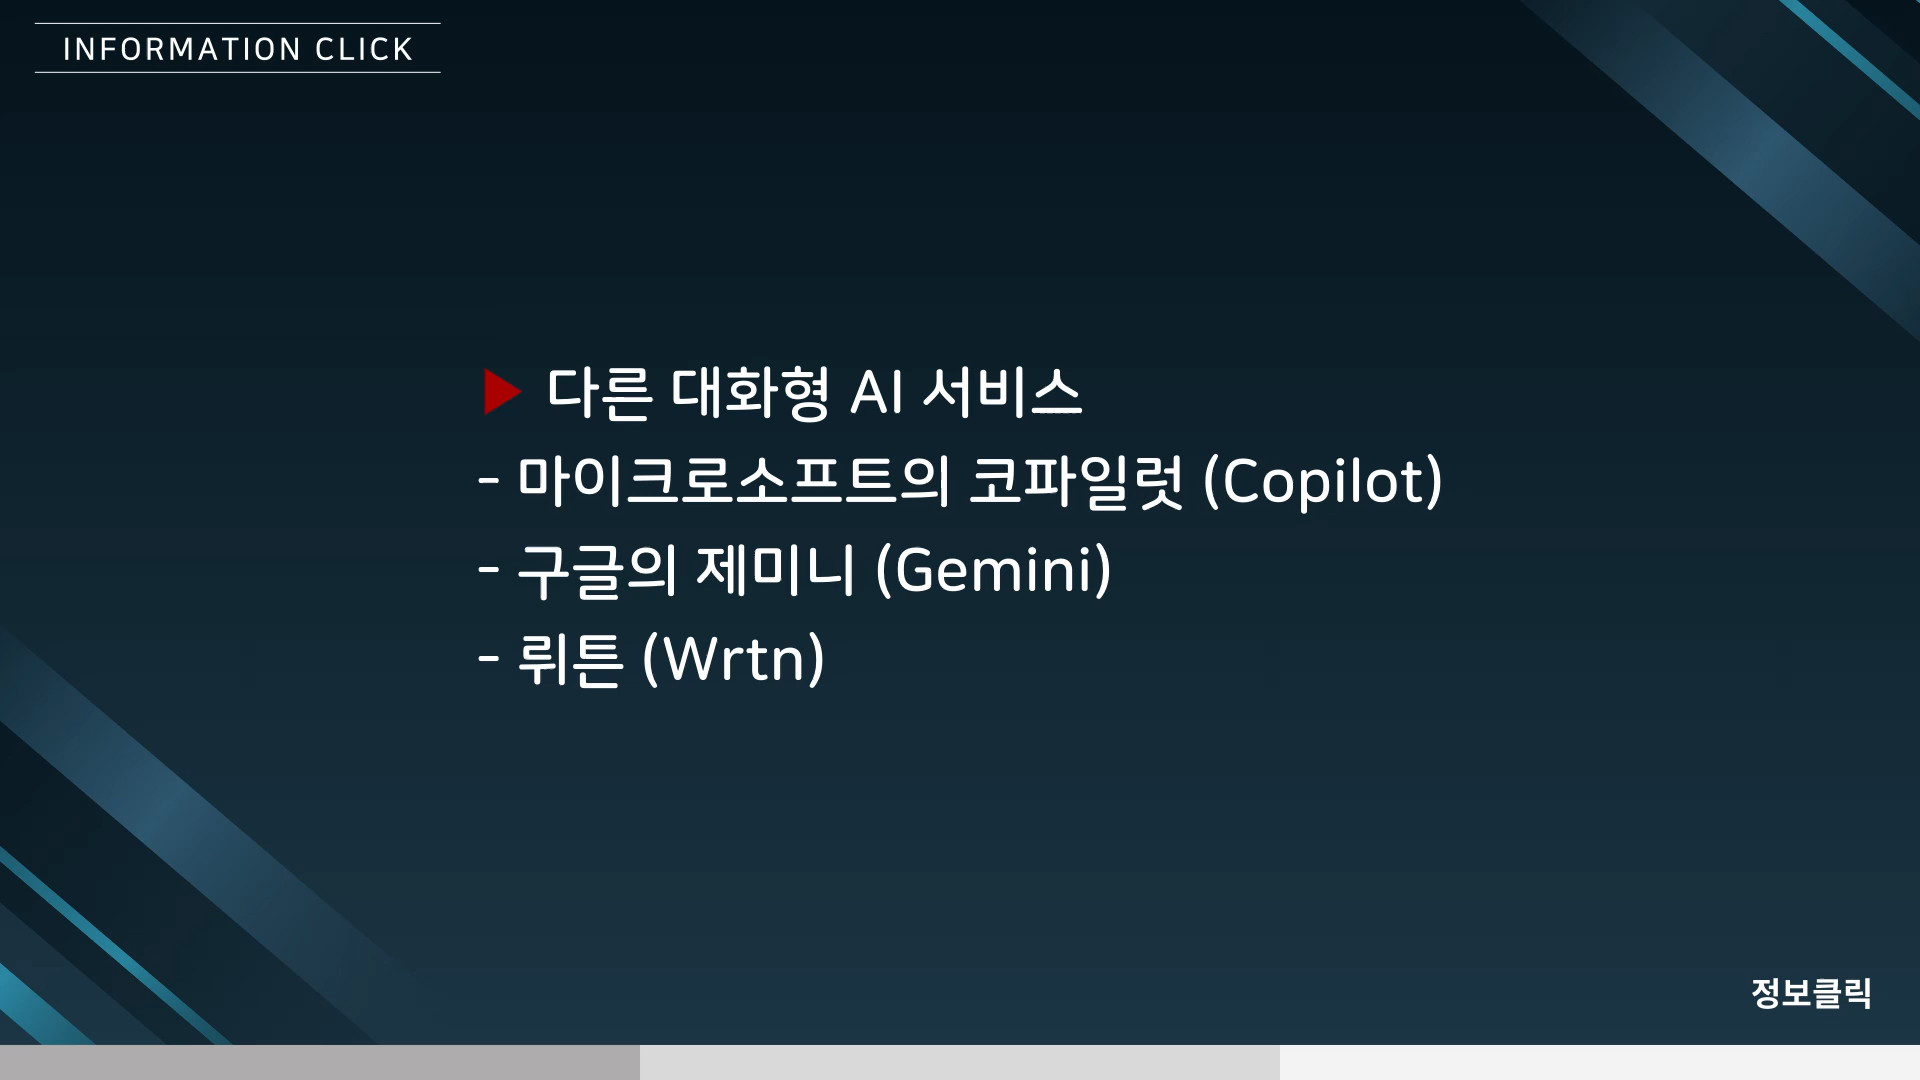 INFORMATION CLICK
▶ 다른 대화형 AI 서비스
- 마이크로소프트의 코파일럿 (Copilot)
- 구글의 제미니 (Gemini)
- 뤼튼 (Wrtn)
정보클릭